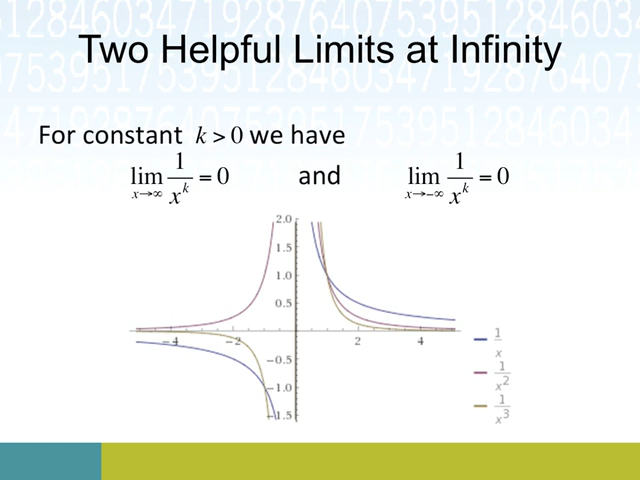 Two Helpful Limits at Infinity
For constant k > 0 we have
lim x→∞ 1/x^k = 0 and lim x→−∞ 1/x^k = 0
2.0
1.5
1.0
0.5
−4 −2 2 4
−0.5
−1.0
−1.5
1/x
1/x^2
1/x^3